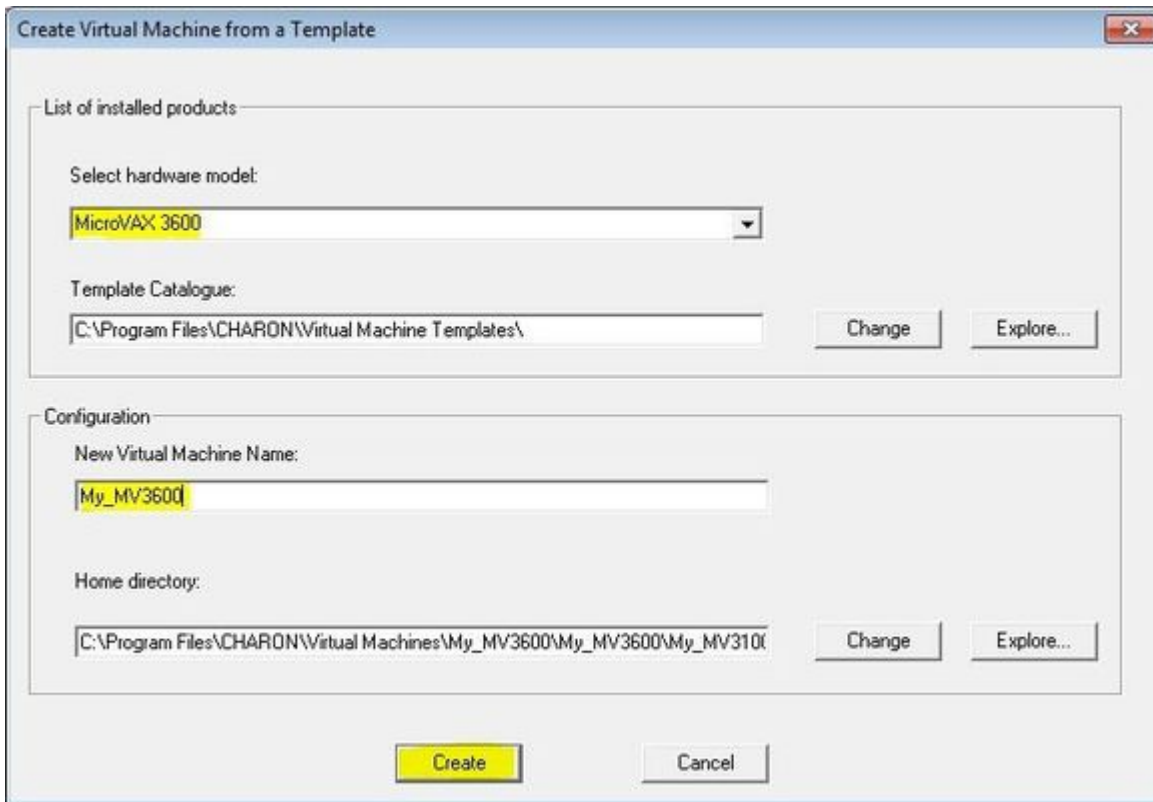 Create Virtual Machine from a Template
List of installed products
Select hardware model:
MicroVAX 3600
Template Catalogue:
C:\Program Files\CHARON\Virtual Machine Templates\
Change
Explore...
Configuration
New Virtual Machine Name:
My_MV3600
Home directory:
C:\Program Files\CHARON\Virtual Machines\My_MV3600\My_MV3600\My_MV310
Change
Explore...
Create
Cancel